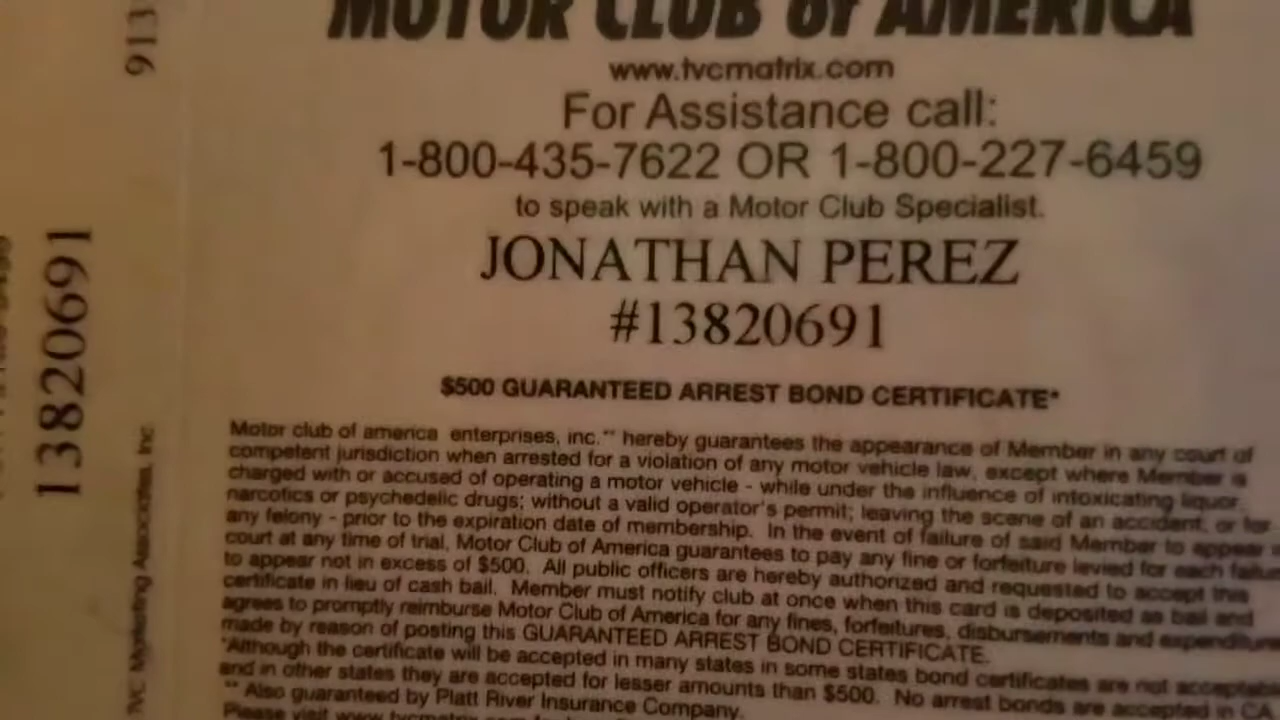 MOTOR CLUB of AMERICA
www.tvcmatrix.com
For Assistance call:
1-800-435-7622 OR 1-800-227-6459
to speak with a Motor Club Specialist.
JONATHAN PEREZ
#13820691
$500 GUARANTEED ARREST BOND CERTIFICATE*
Motor club of america enterprises, inc.** hereby guarantees the appearance of Member in any court of
competent jurisdiction when arrested for a violation of any motor vehicle law, except where Member is
charged with or accused of operating a motor vehicle - while under the influence of intoxicating liquor,
narcotics or psychedelic drugs; without a valid operator's permit; leaving the scene of an accident, or for
any felony - prior to the expiration date of membership. In the event of failure of said Member to appear
court at any time of trial, Motor Club of America guarantees to pay any fine or forfeiture levied for each
to appear not in excess of $500. All public officers are hereby authorized and requested to accept this
certificate in lieu of cash bail. Member must notify club at once when this card is deposited as bail and
agrees to promptly reimburse Motor Club of America for any fines, forfeitures, disbursements and
made by reason of posting this GUARANTEED ARREST BOND CERTIFICATE.
*Although the certificate will be accepted in many states in some states bond certificates are not
and in other states they are accepted for lesser amounts than $500. No arrest bonds are accepted in CA,
** Also guaranteed by Platt River Insurance Company.
Please visit www.tvcmatrix.com
913
13820691
TVC Marketing Associates, Inc